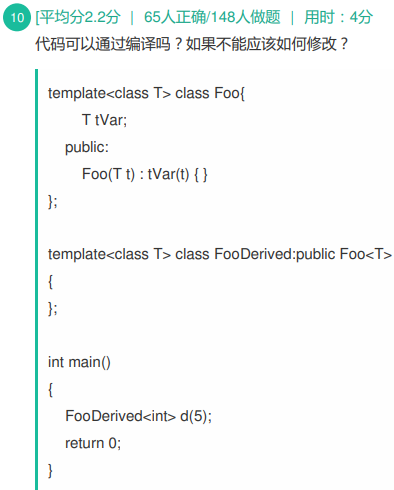 10 [平均分2.2分 | 65人正确/148人做题 | 用时：4分
代码可以通过编译吗？如果不能应该如何修改？
template<class T> class Foo{
T tVar;
public:
Foo(T t) : tVar(t) { }
};
template<class T> class FooDerived:public Foo<T>
{
};
int main()
{
FooDerived<int> d(5);
return 0;
}